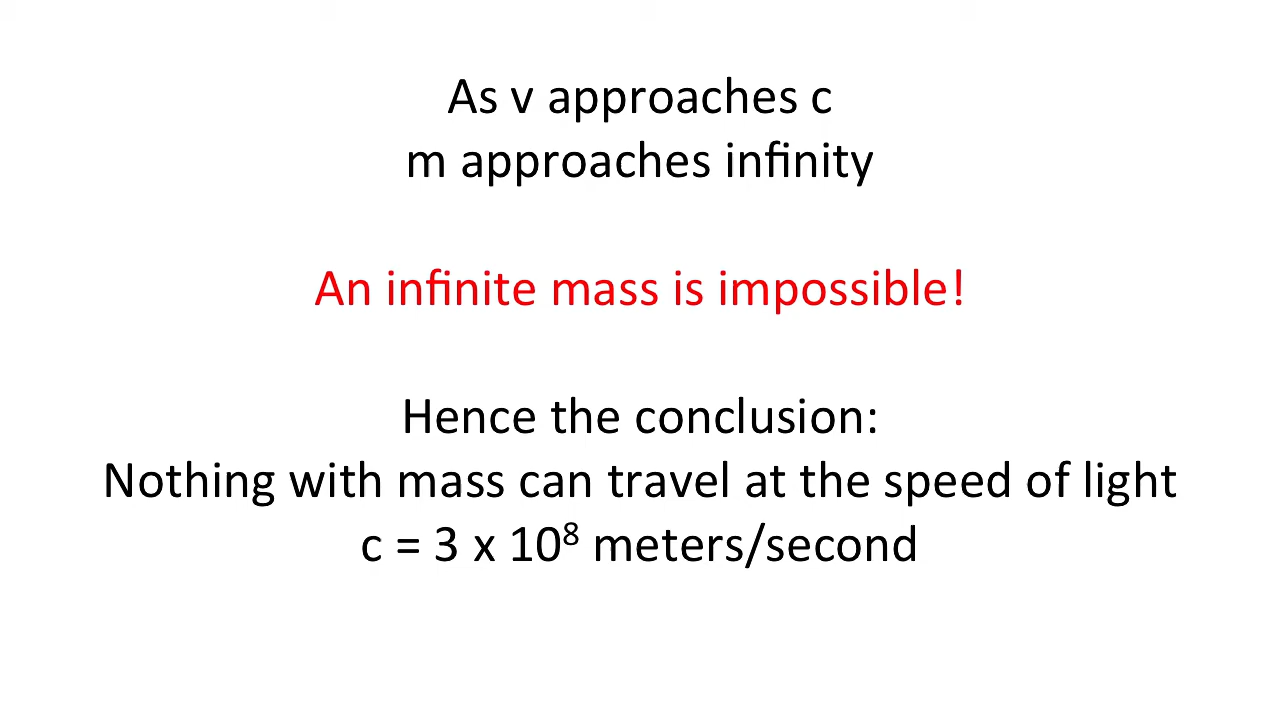 As v approaches c
m approaches infinity
An infinite mass is impossible!
Hence the conclusion:
Nothing with mass can travel at the speed of light
c = 3 x 10⁸ meters/second